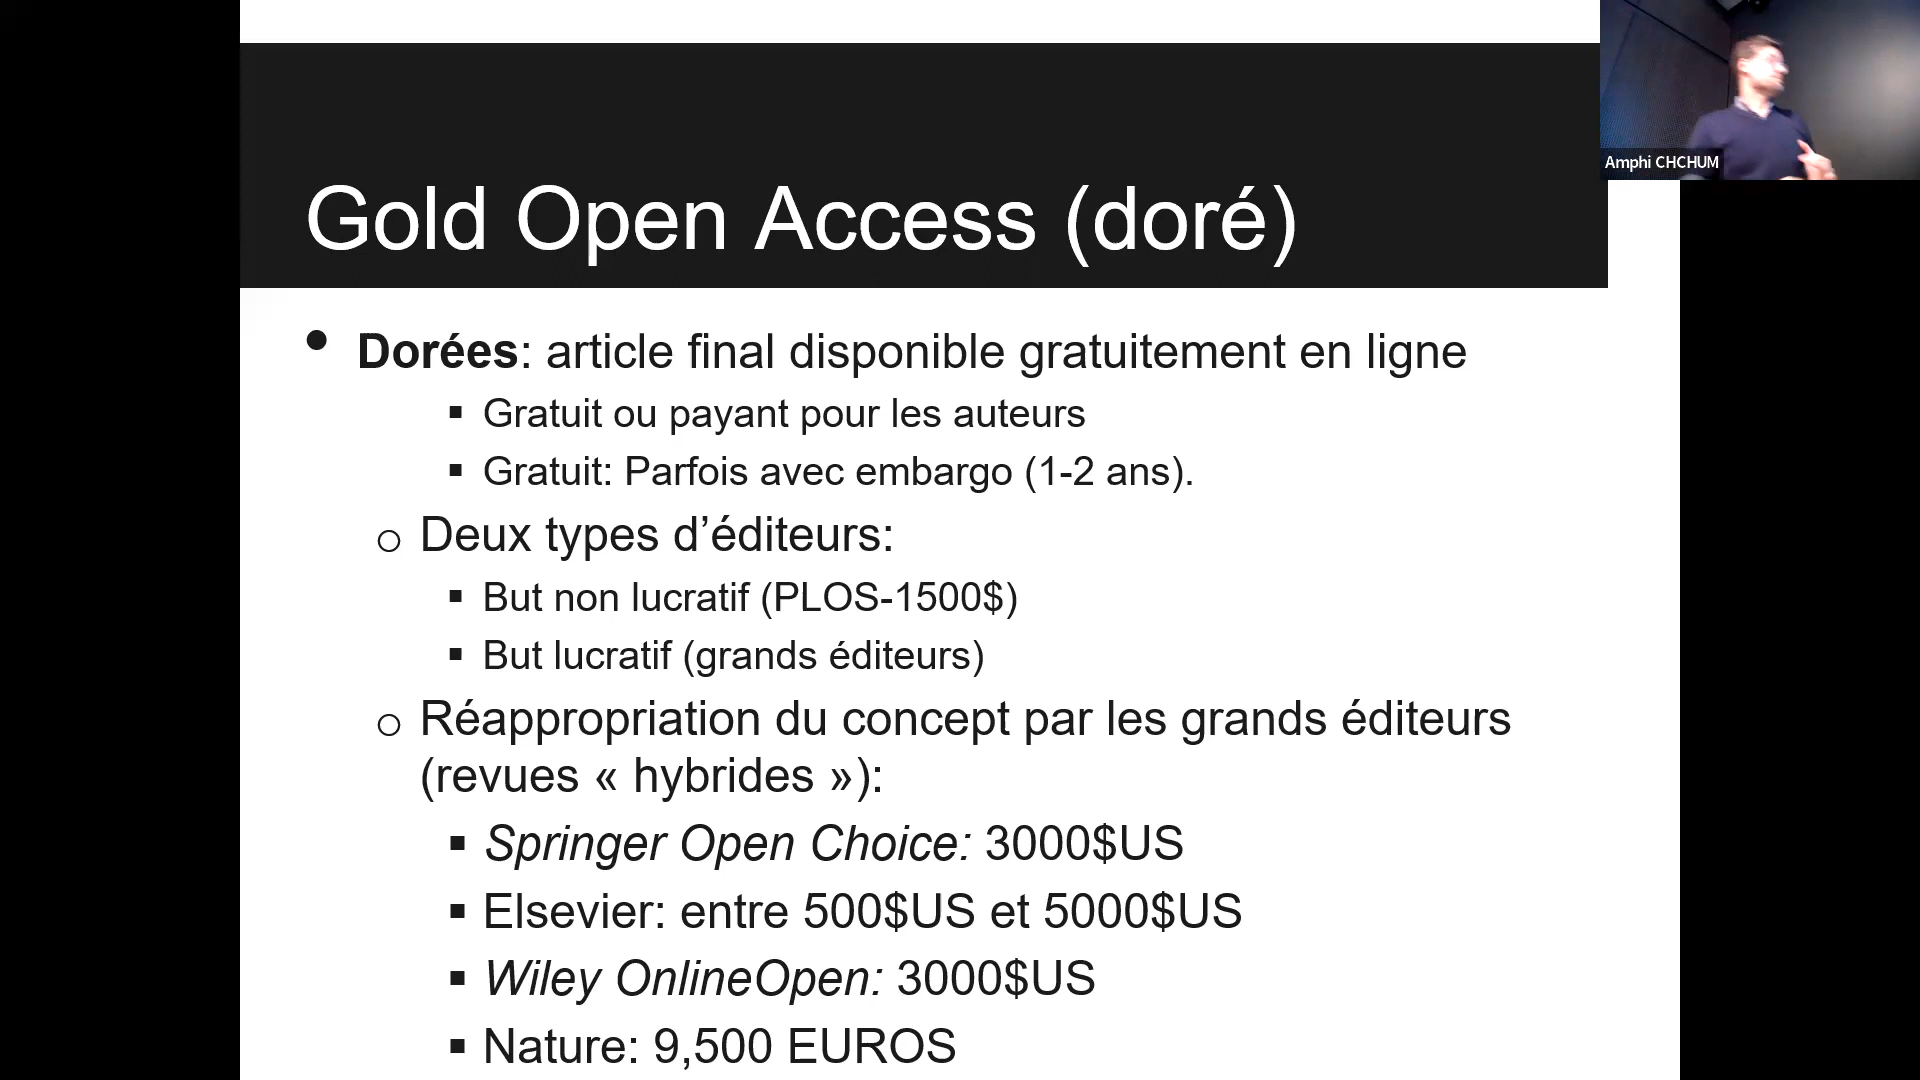 Amphi CHCHUM
Gold Open Access (doré)
• Dorées: article final disponible gratuitement en ligne
▪ Gratuit ou payant pour les auteurs
▪ Gratuit: Parfois avec embargo (1-2 ans).
o Deux types d’éditeurs:
▪ But non lucratif (PLOS-1500$)
▪ But lucratif (grands éditeurs)
o Réappropriation du concept par les grands éditeurs
(revues « hybrides »):
▪ Springer Open Choice: 3000$US
▪ Elsevier: entre 500$US et 5000$US
▪ Wiley OnlineOpen: 3000$US
▪ Nature: 9,500 EUROS